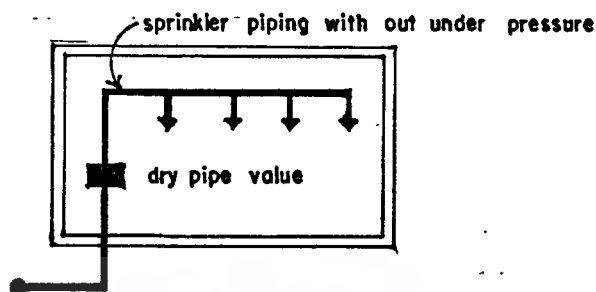 sprinkler piping with out under pressure
dry pipe value